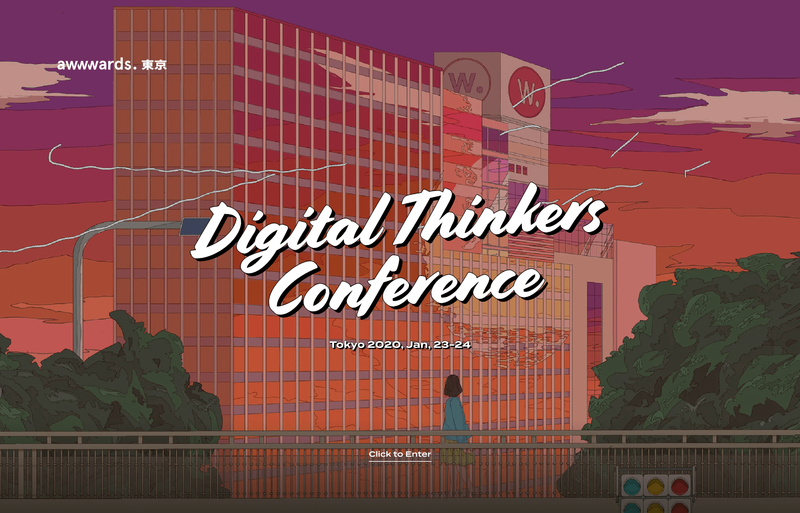 awwwards. 東京
W.
W.
Digital Thinkers
Conference
Tokyo 2020, Jan, 23-24
Click to Enter